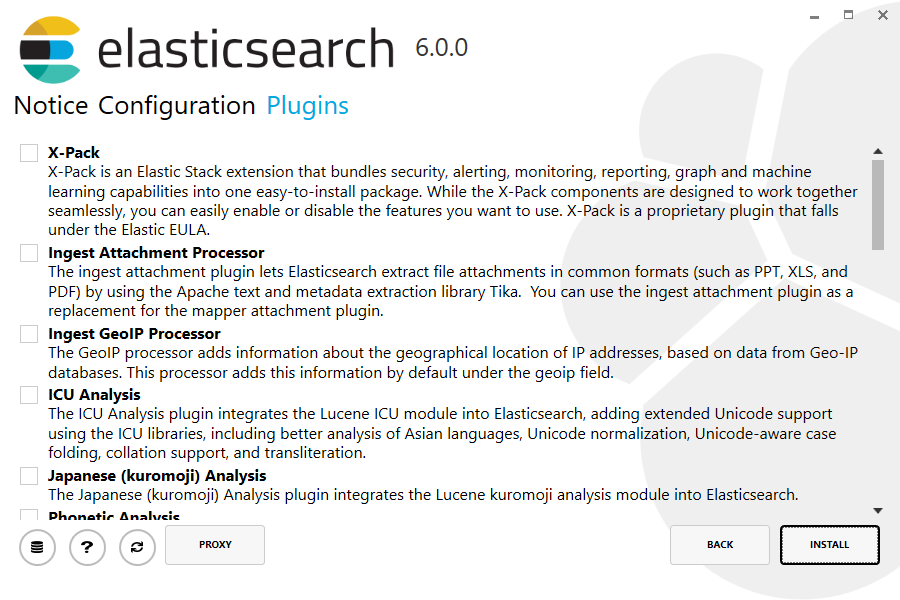 elasticsearch 6.0.0
Notice Configuration Plugins
X-Pack
X-Pack is an Elastic Stack extension that bundles security, alerting, monitoring, reporting, graph and machine
learning capabilities into one easy-to-install package. While the X-Pack components are designed to work together
seamlessly, you can easily enable or disable the features you want to use. X-Pack is a proprietary plugin that falls
under the Elastic EULA.
Ingest Attachment Processor
The ingest attachment plugin lets Elasticsearch extract file attachments in common formats (such as PPT, XLS, and
PDF) by using the Apache text and metadata extraction library Tika.  You can use the ingest attachment plugin as a
replacement for the mapper attachment plugin.
Ingest GeoIP Processor
The GeoIP processor adds information about the geographical location of IP addresses, based on data from Geo-IP
databases. This processor adds this information by default under the geoip field.
ICU Analysis
The ICU Analysis plugin integrates the Lucene ICU module into Elasticsearch, adding extended Unicode support
using the ICU libraries, including better analysis of Asian languages, Unicode normalization, Unicode-aware case
folding, collation support, and transliteration.
Japanese (kuromoji) Analysis
The Japanese (kuromoji) Analysis plugin integrates the Lucene kuromoji analysis module into Elasticsearch.
Phonetic Analysis
? PROXY BACK INSTALL